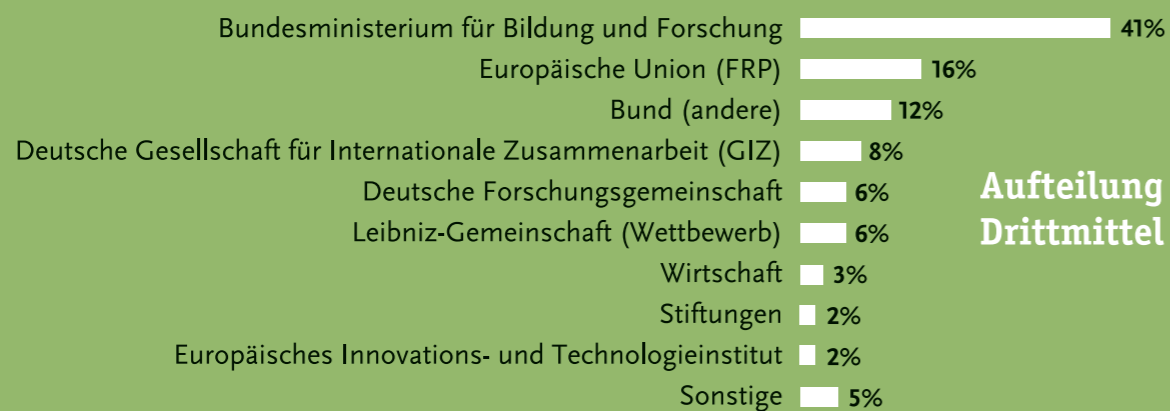 Bundesministerium für Bildung und Forschung 41%
Europäische Union (FRP) 16%
Bund (andere) 12%
Deutsche Gesellschaft für Internationale Zusammenarbeit (GIZ) 8%
Deutsche Forschungsgemeinschaft 6%
Leibniz-Gemeinschaft (Wettbewerb) 6%
Wirtschaft 3%
Stiftungen 2%
Europäisches Innovations- und Technologieinstitut 2%
Sonstige 5%
Aufteilung
Drittmittel